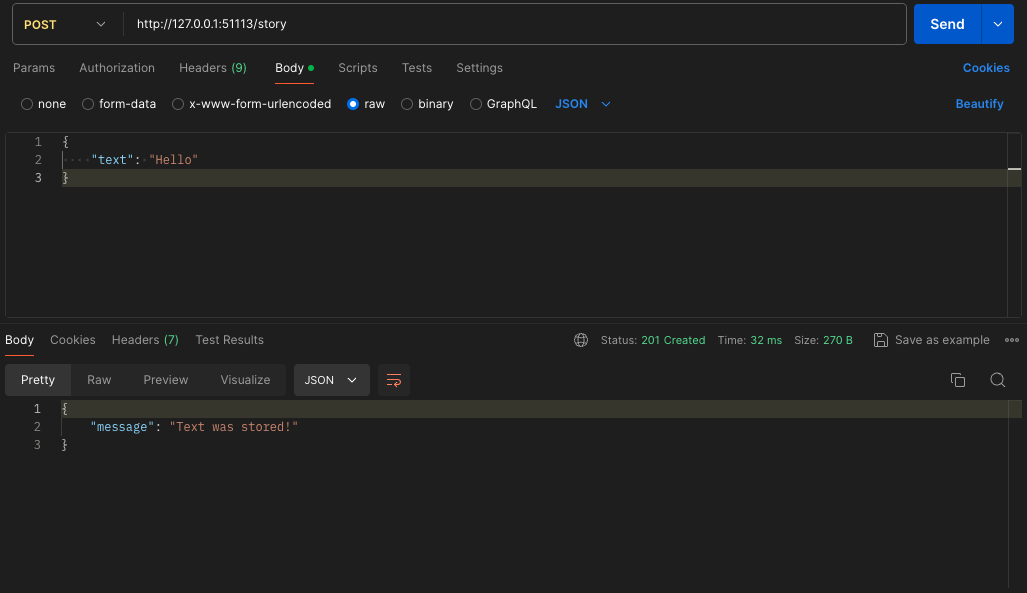 POST http://127.0.0.1:51113/story Send
Params Authorization Headers (9) Body Scripts Tests Settings Cookies
none form-data x-www-form-urlencoded raw binary GraphQL JSON Beautify
1 {
2 "text": "Hello"
3 }
Body Cookies Headers (7) Test Results Status: 201 Created Time: 32 ms Size: 270 B Save as example
Pretty Raw Preview Visualize JSON
1 {
2 "message": "Text was stored!"
3 }